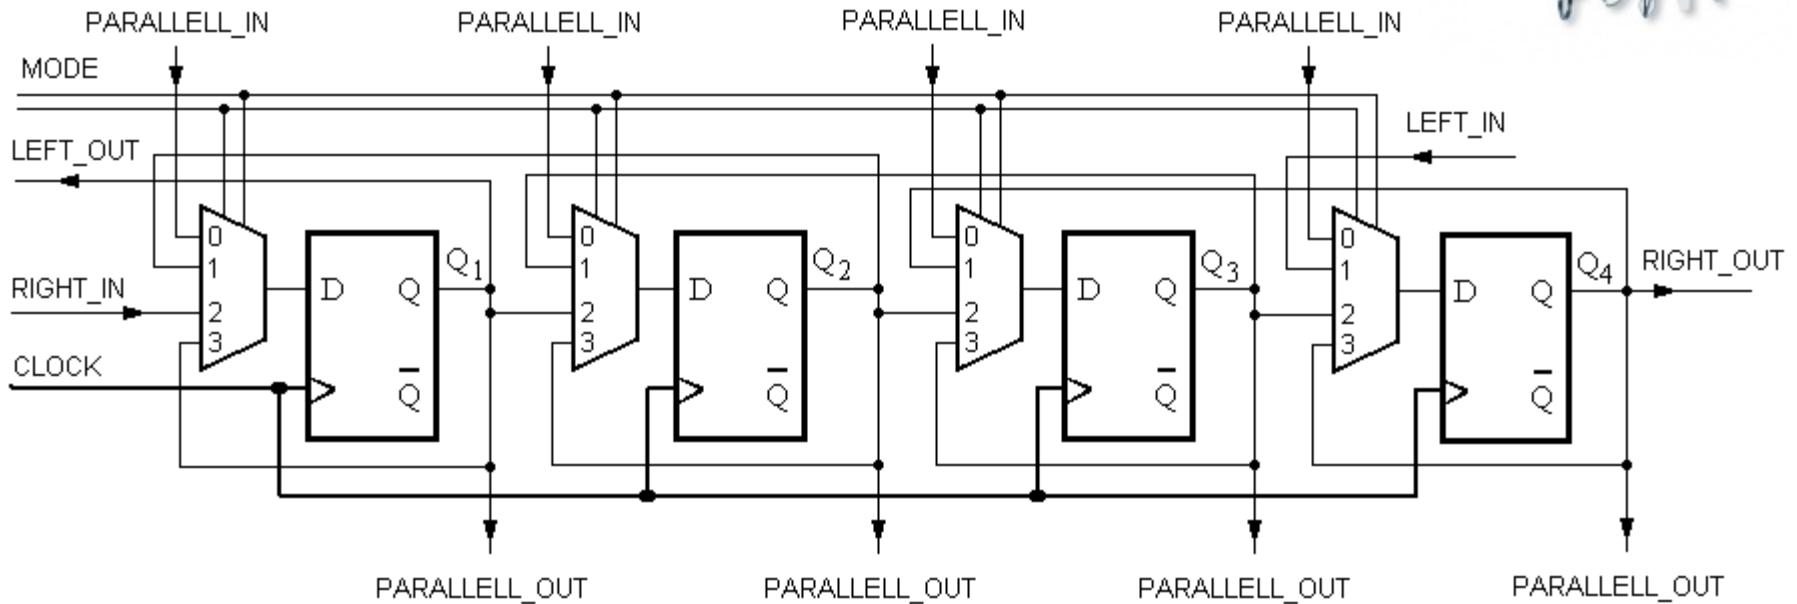 PARALLELL_IN PARALLELL_IN PARALLELL_IN PARALLELL_IN
MODE
LEFT_IN
LEFT_OUT
0 0 0 0
1 Q1 1 Q2 1 Q3 1 Q4 RIGHT_OUT
RIGHT_IN D Q D Q D Q D Q
2 2 2 2
3 3 3 3
CLOCK
Q Q Q Q
PARALLELL_OUT PARALLELL_OUT PARALLELL_OUT PARALLELL_OUT